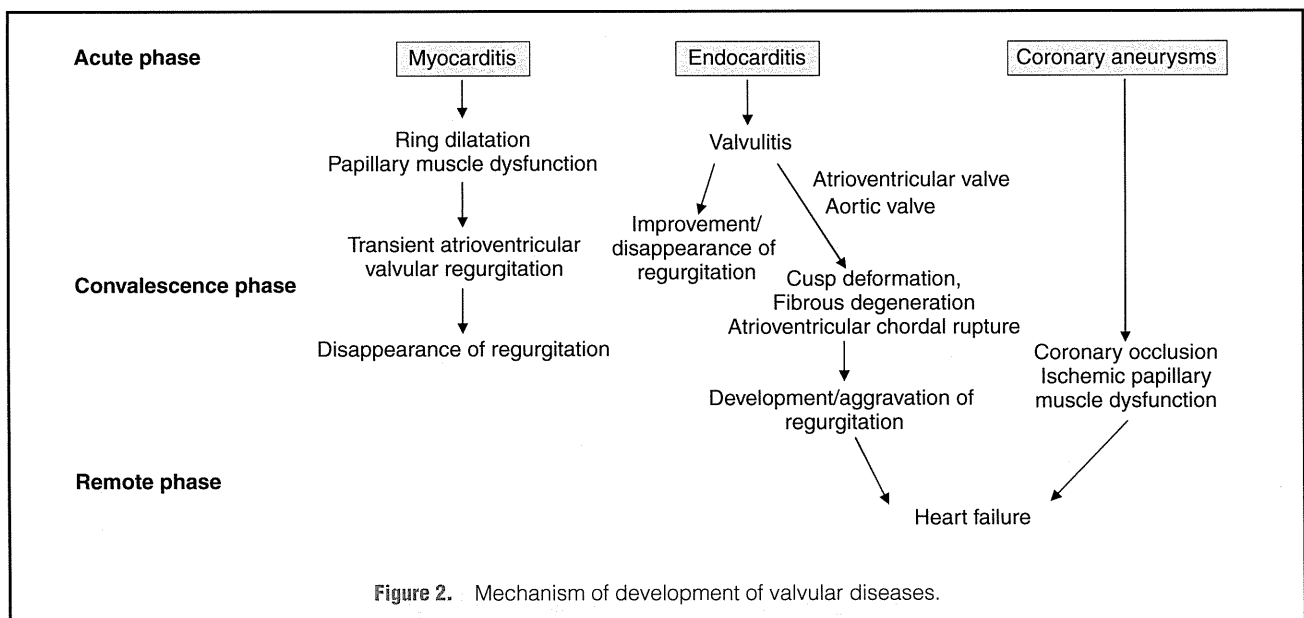 Acute phase
Myocarditis
Endocarditis
Coronary aneurysms
Ring dilatation
Papillary muscle dysfunction
Valvulitis
Atrioventricular valve
Aortic valve
Transient atrioventricular
valvular regurgitation
Improvement/
disappearance of
regurgitation
Convalescence phase
Cusp deformation,
Fibrous degeneration
Atrioventricular chordal rupture
Disappearance of regurgitation
Coronary occlusion
Ischemic papillary
muscle dysfunction
Development/aggravation of
regurgitation
Remote phase
Heart failure
Figure 2. Mechanism of development of valvular diseases.